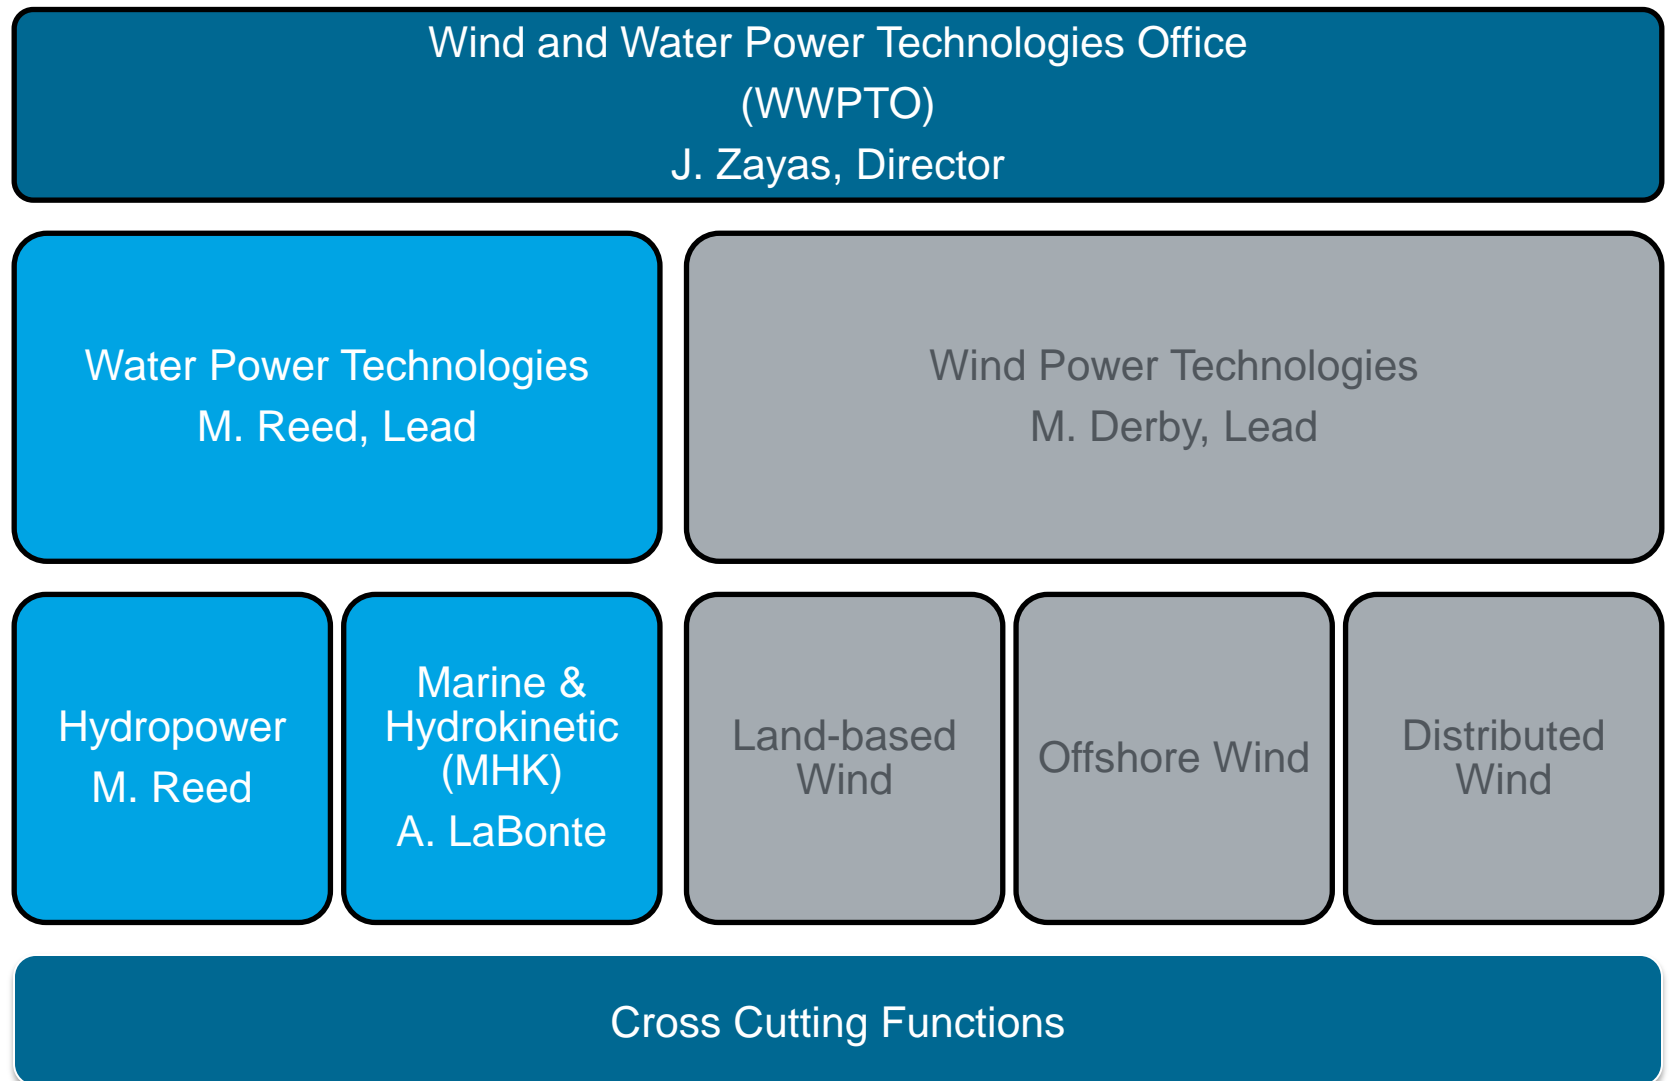 Wind and Water Power Technologies Office
(WWPTO)
J. Zayas, Director
Water Power Technologies
M. Reed, Lead
Wind Power Technologies
M. Derby, Lead
Hydropower
M. Reed
Marine &
Hydrokinetic
(MHK)
A. LaBonte
Land-based
Wind
Offshore Wind
Distributed
Wind
Cross Cutting Functions